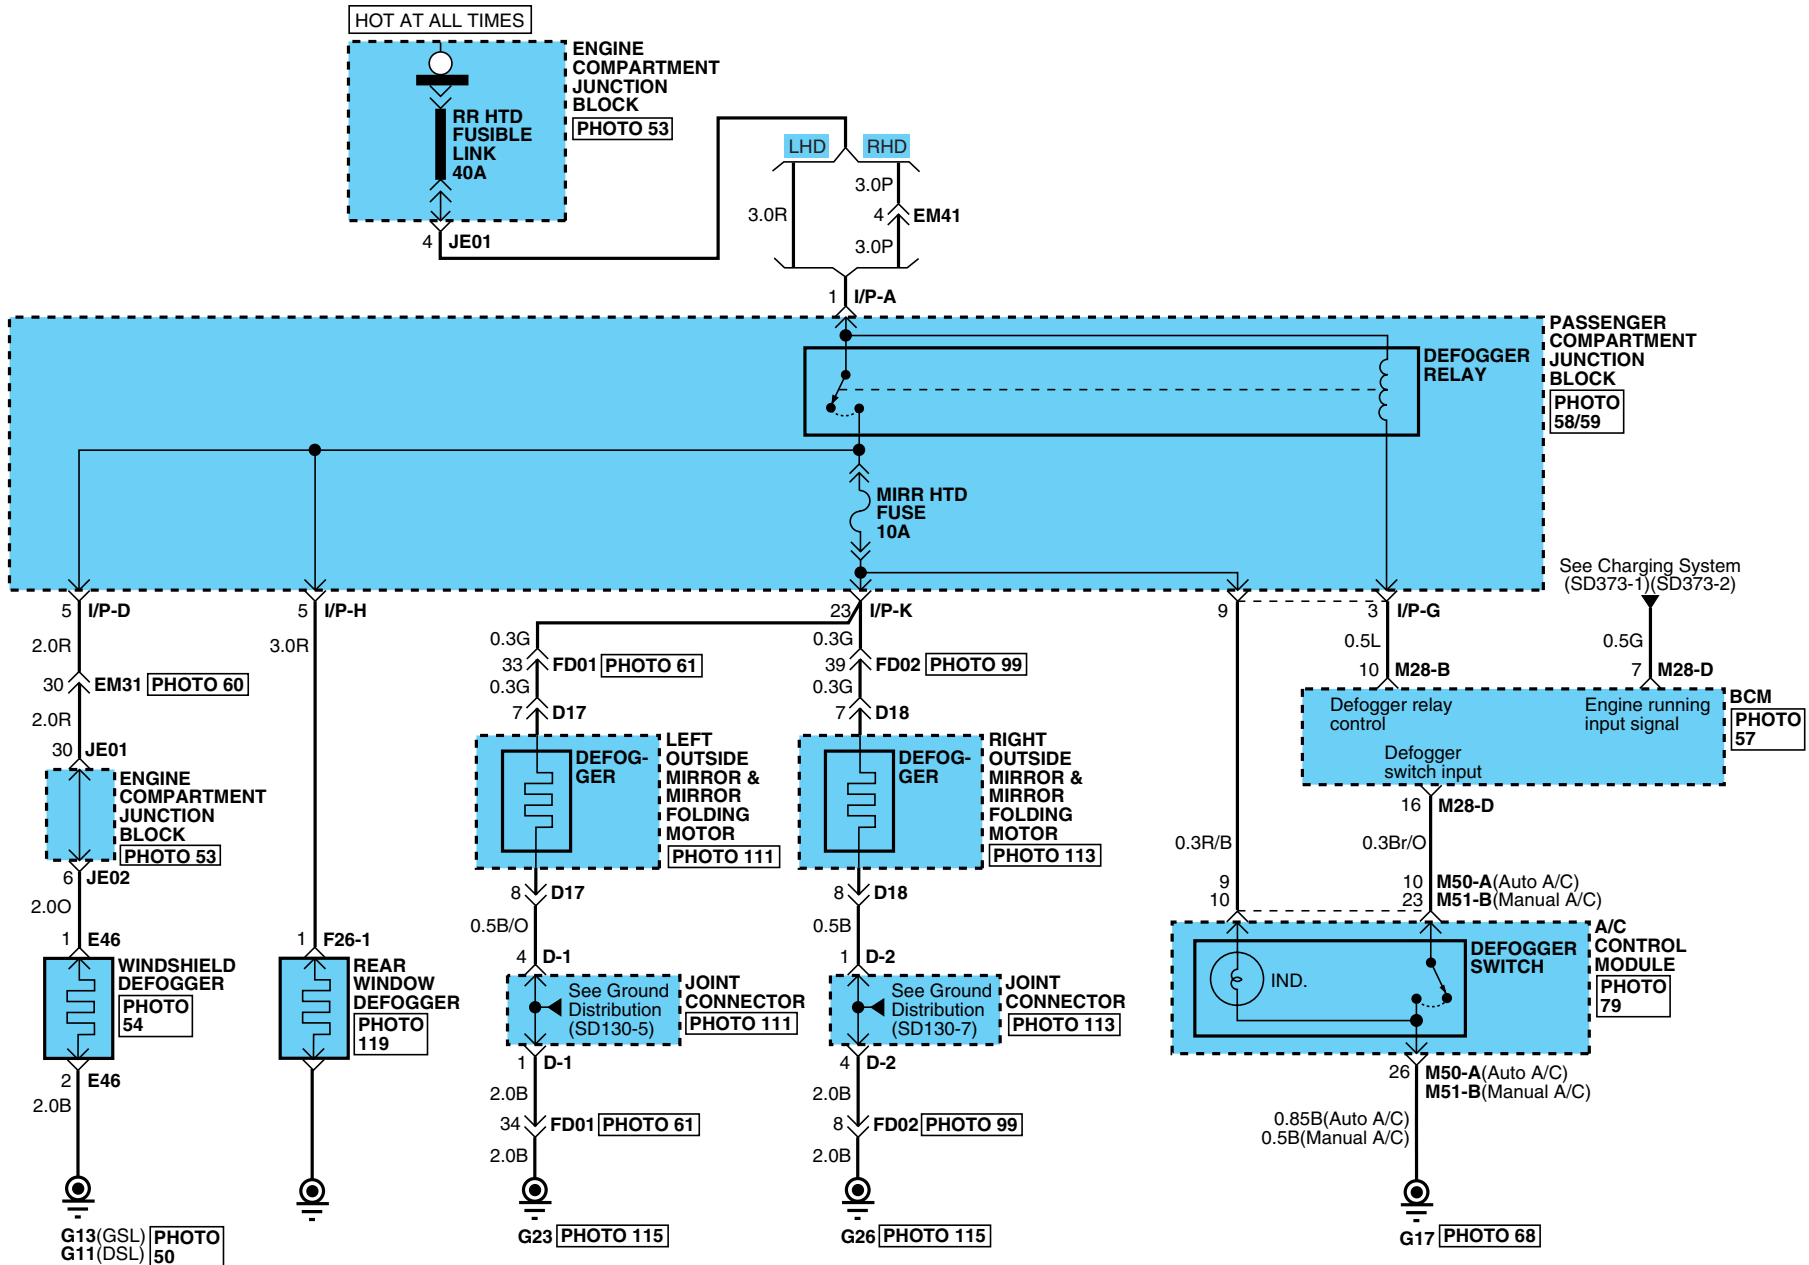 HOT AT ALL TIMES
ENGINE
COMPARTMENT
JUNCTION
BLOCK
PHOTO 53
RR HTD
FUSIBLE
LINK
40A
4 JE01
LHD
RHD
3.0R
3.0P
4 EM41
3.0P
1 I/P-A
PASSENGER
COMPARTMENT
JUNCTION
BLOCK
PHOTO
58/59
DEFOGGER
RELAY
MIRR HTD
FUSE
10A
See Charging System
(SD373-1)(SD373-2)
5 I/P-D
5 I/P-H
23 I/P-K
9
3 I/P-G
2.0R
3.0R
0.3G
0.3G
0.5L
0.5G
30 EM31 PHOTO 60
33 FD01 PHOTO 61
39 FD02 PHOTO 99
10 M28-B
7 M28-D
0.3G
0.3G
2.0R
7 D17
7 D18
Defogger relay
control
Engine running
input signal
BCM
PHOTO
57
Defogger
switch input
30 JE01
ENGINE
COMPARTMENT
JUNCTION
BLOCK
PHOTO 53
DEFOG-
GER
LEFT
OUTSIDE
MIRROR &
MIRROR
FOLDING
MOTOR
PHOTO 111
DEFOG-
GER
RIGHT
OUTSIDE
MIRROR &
MIRROR
FOLDING
MOTOR
PHOTO 113
16 M28-D
0.3R/B
0.3Br/O
6 JE02
8 D17
8 D18
9
10
10 M50-A(Auto A/C)
23 M51-B(Manual A/C)
2.0O
0.5B/O
0.5B
1 E46
1 F26-1
4 D-1
1 D-2
WINDSHIELD
DEFOGGER
PHOTO
54
REAR
WINDOW
DEFOGGER
PHOTO
119
See Ground
Distribution
(SD130-5)
JOINT
CONNECTOR
PHOTO 111
See Ground
Distribution
(SD130-7)
JOINT
CONNECTOR
PHOTO 113
IND.
DEFOGGER
SWITCH
A/C
CONTROL
MODULE
PHOTO
79
2 E46
1 D-1
4 D-2
26 M50-A(Auto A/C)
M51-B(Manual A/C)
2.0B
2.0B
2.0B
0.85B(Auto A/C)
0.5B(Manual A/C)
34 FD01 PHOTO 61
8 FD02 PHOTO 99
2.0B
2.0B
G13(GSL)
G11(DSL)
PHOTO
50
G23 PHOTO 115
G26 PHOTO 115
G17 PHOTO 68